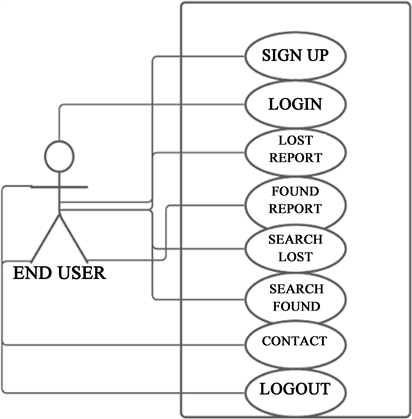 SIGN UP
LOGIN
LOST
REPORT
FOUND
REPORT
END USER
SEARCH
LOST
SEARCH
FOUND
CONTACT
LOGOUT